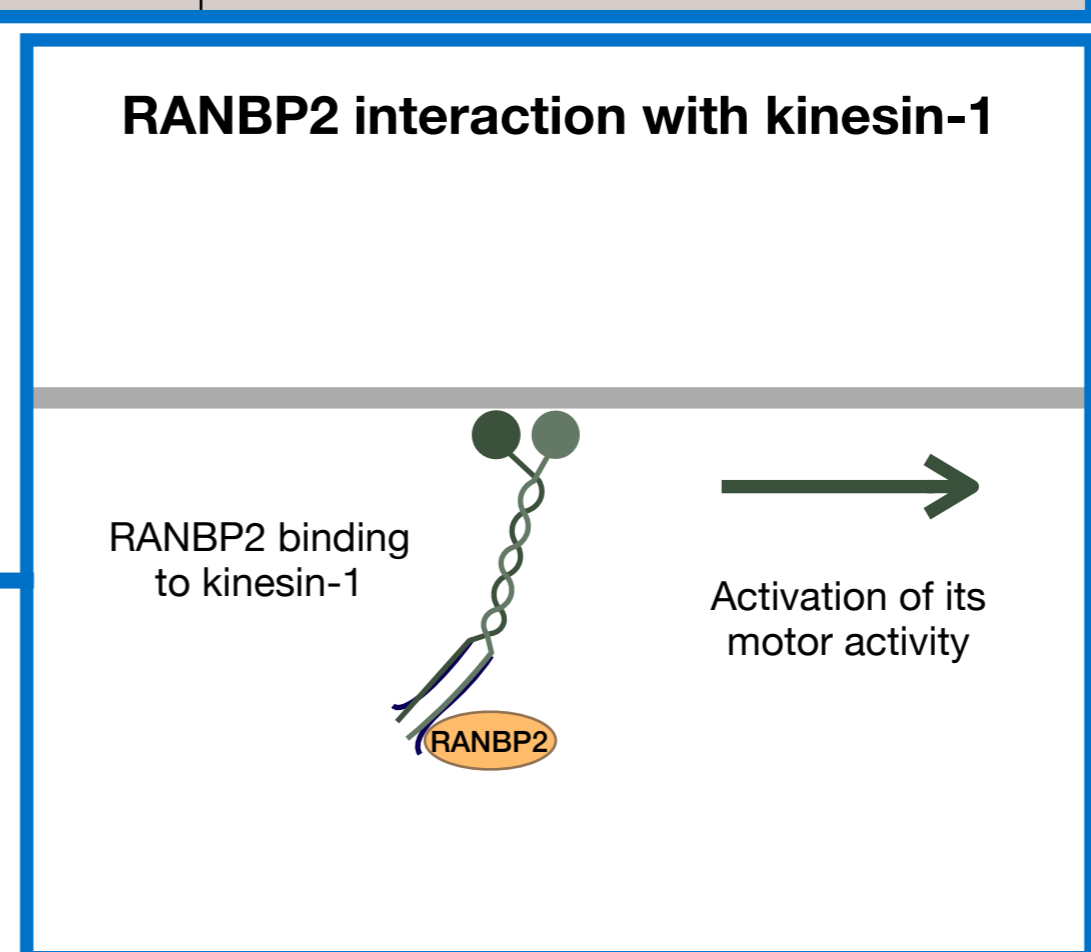 RANBP2 interaction with kinesin-1
RANBP2 binding
to kinesin-1
Activation of its
motor activity
RANBP2